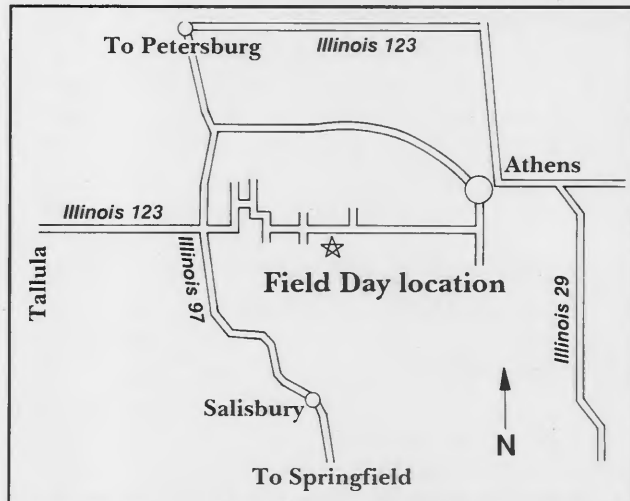 To Petersburg
Illinois 123
Athens
Illinois 123
Tallula
Illinois 97
Field Day location
Illinois 29
Salisbury
N
To Springfield